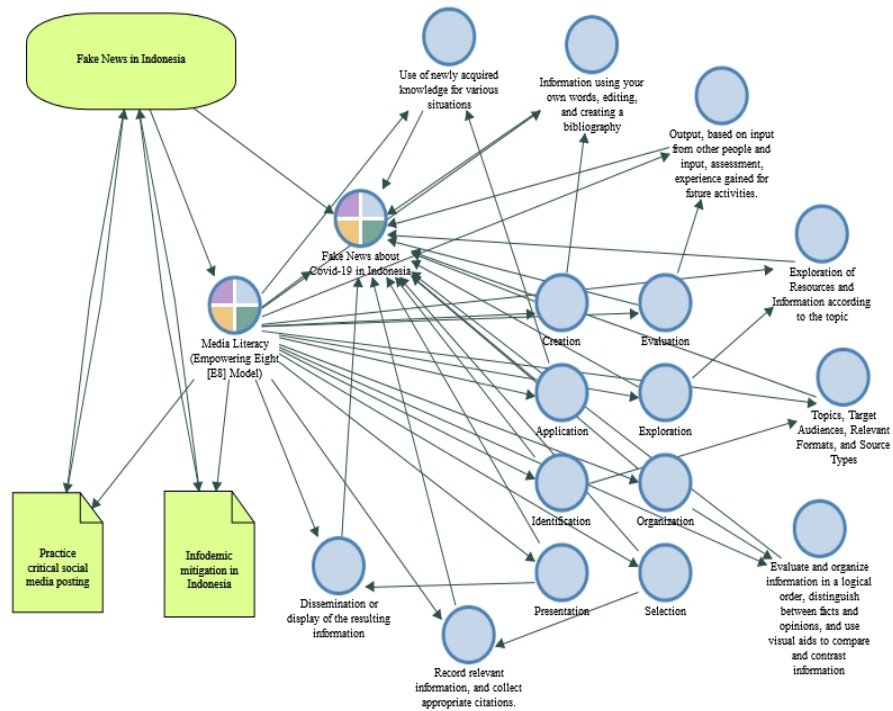 Fake News in Indonesia
Use of newly acquired
knowledge for various
situations
Information using your
own words, editing,
and creating a
bibliography
Output, based on input
from other people and
input, assessment,
experience gained for
future activities.
Fake News about
Covid-19 in Indonesia
Exploration of
Resources and
Information according
to the topic
Media Literacy
(Empowering Eight
[E8] Model)
Creation
Evaluation
Application
Exploration
Topics, Target
Audiences, Relevant
Formats, and Source
Types
Identification
Organization
Practice
critical social
media posting
Infodemic
mitigation in
Indonesia
Dissemination or
display of the resulting
information
Presentation
Selection
Evaluate and organize
information in a logical
order, distinguish
between facts and
opinions, and use
visual aids to compare
and contrast
information
Record relevant
information, and collect
appropriate citations.